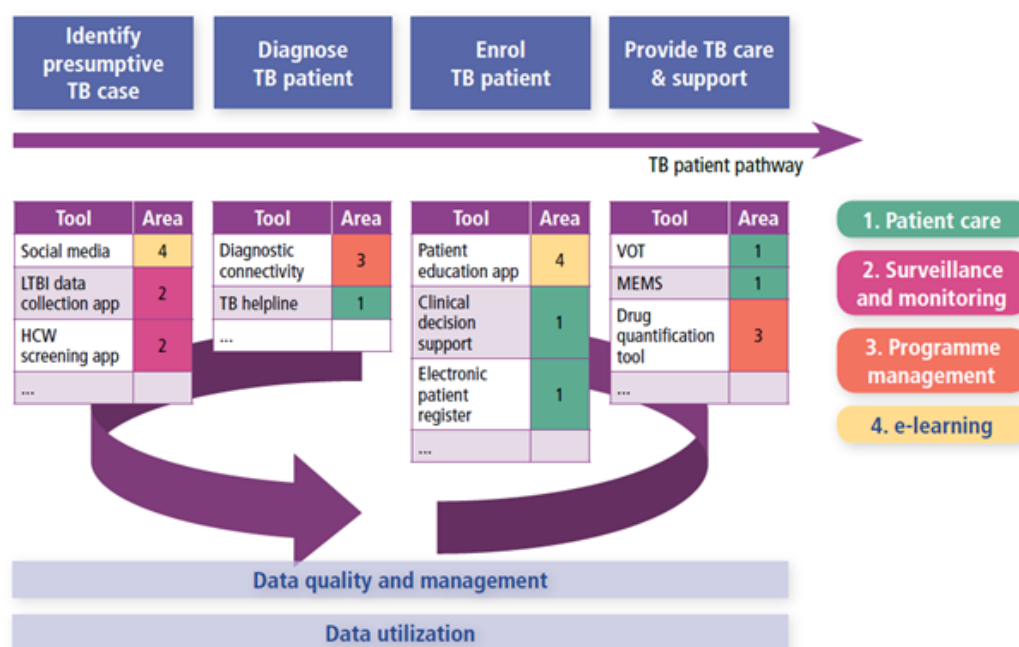 Identify
presumptive
TB case
Diagnose
TB patient
Enrol
TB patient
Provide TB care
& support
TB patient pathway
Tool Area
Social media 4
LTBI data
collection app 2
HCW
screening app 2
...
Tool Area
Diagnostic
connectivity 3
TB helpline 1
...
Tool Area
Patient
education app 4
Clinical
decision
support 1
Electronic
patient
register 1
...
Tool Area
VOT 1
MEMS 1
Drug
quantification
tool 3
...
1. Patient care
2. Surveillance
and monitoring
3. Programme
management
4. e-learning
Data quality and management
Data utilization